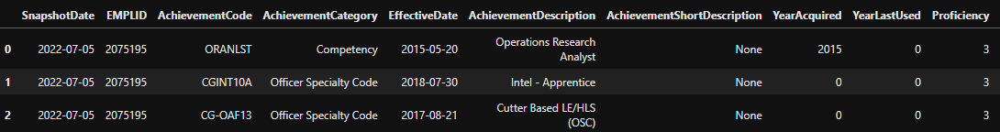 SnapshotDate EMPLID AchievementCode AchievementCategory EffectiveDate AchievementDescription AchievementShortDescription YearAcquired YearLastUsed Proficiency
0 2022-07-05 2075195 ORANLST Competency 2015-05-20 Operations Research Analyst None 2015 0 3
1 2022-07-05 2075195 CGINT10A Officer Specialty Code 2018-07-30 Intel - Apprentice None 0 0 3
2 2022-07-05 2075195 CG-OAF13 Officer Specialty Code 2017-08-21 Cutter Based LE/HLS (OSC) None 0 0 3